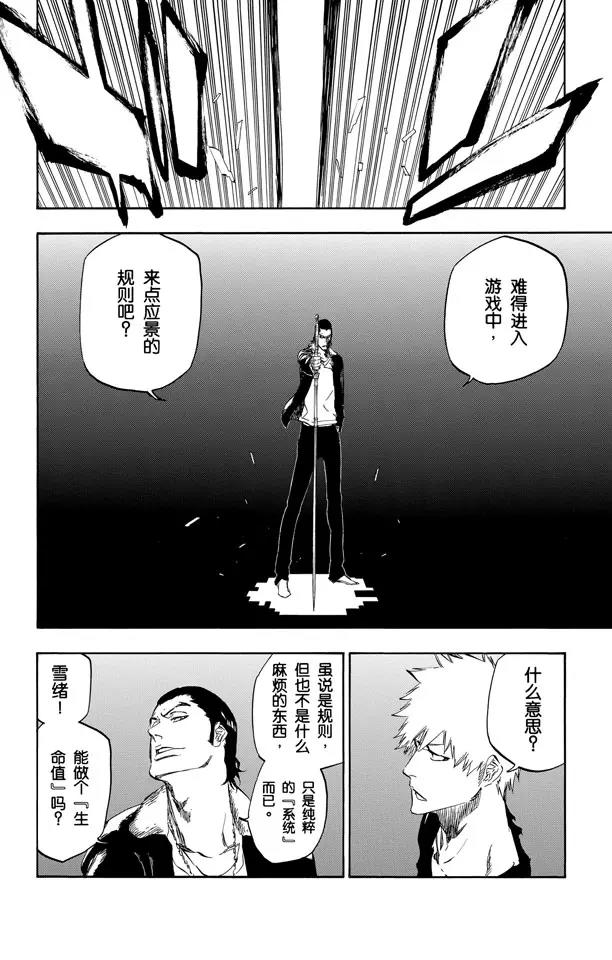 难得进入
游戏中，
来点应景的
规则吧？
什么意思？
虽说是规则，
但也不是什么
麻烦的东西，
只是纯粹
的『系统』
而已。
雪绪！
能做个『生
命值』吗？